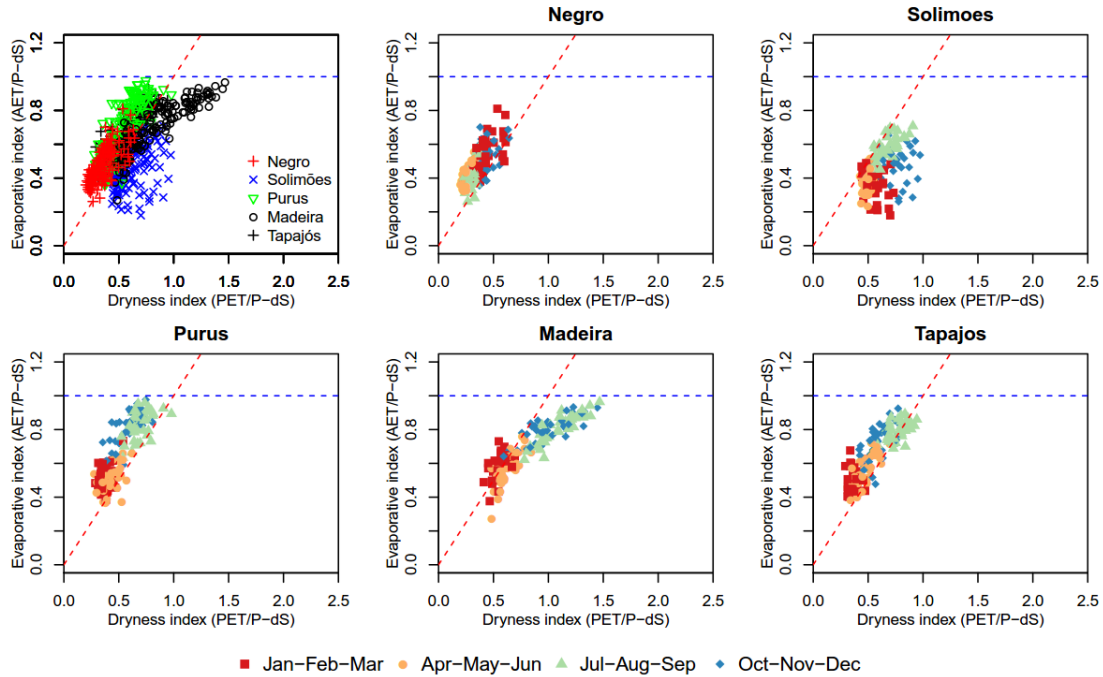 Negro
Solimoes
Evaporative index (AET/P−dS)
0.0 0.4 0.8 1.2
0.0 0.5 1.0 1.5 2.0 2.5
Dryness index (PET/P−dS)
Negro
Solimões
Purus
Madeira
Tapajós
Evaporative index (AET/P−dS)
0.0 0.4 0.8 1.2
0.0 0.5 1.0 1.5 2.0 2.5
Dryness index (PET/P−dS)
Evaporative index (AET/P−dS)
0.0 0.4 0.8 1.2
0.0 0.5 1.0 1.5 2.0 2.5
Dryness index (PET/P−dS)
Purus
Madeira
Tapajos
Evaporative index (AET/P−dS)
0.0 0.4 0.8 1.2
0.0 0.5 1.0 1.5 2.0 2.5
Dryness index (PET/P−dS)
Evaporative index (AET/P−dS)
0.0 0.4 0.8 1.2
0.0 0.5 1.0 1.5 2.0 2.5
Dryness index (PET/P−dS)
Evaporative index (AET/P−dS)
0.0 0.4 0.8 1.2
0.0 0.5 1.0 1.5 2.0 2.5
Dryness index (PET/P−dS)
Jan−Feb−Mar Apr−May−Jun Jul−Aug−Sep Oct−Nov−Dec